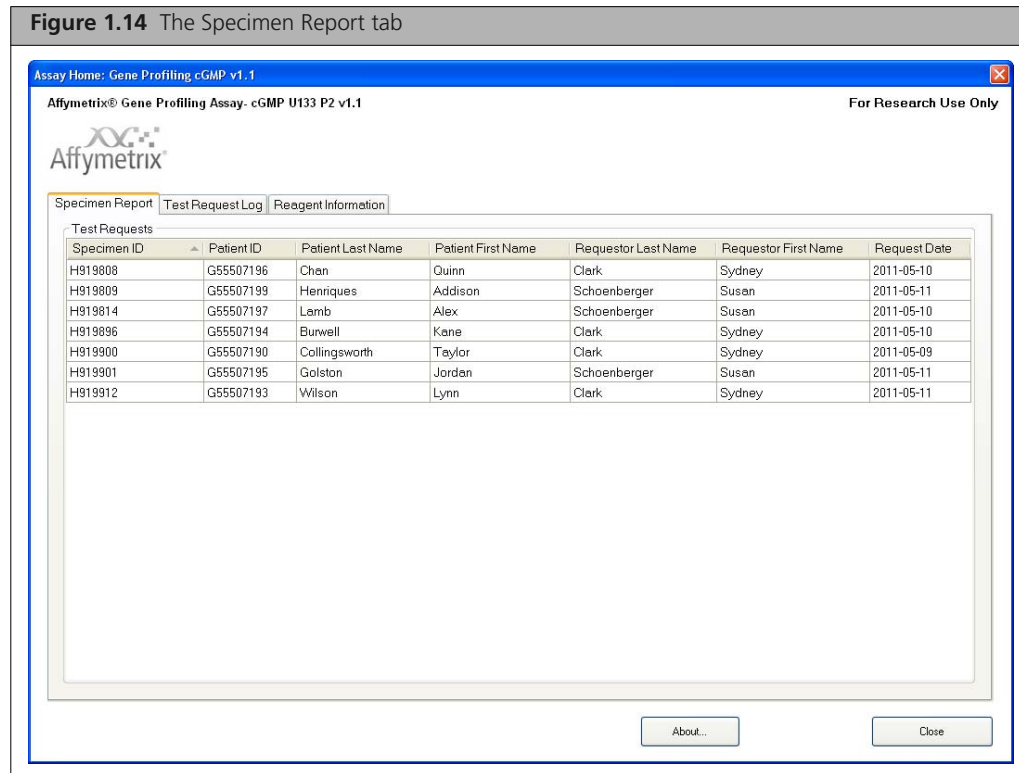 Figure 1.14 The Specimen Report tab
Assay Home: Gene Profiling cGMP v1.1
Affymetrix® Gene Profiling Assay- cGMP U133 P2 v1.1 For Research Use Only
Affymetrix®
Specimen Report Test Request Log Reagent Information
Test Requests
Specimen ID Patient ID Patient Last Name Patient First Name Requestor Last Name Requestor First Name Request Date
H919808 G55507196 Chan Quinn Clark Sydney 2011-05-10
H919809 G55507199 Henriques Addison Schoenberger Susan 2011-05-11
H919814 G55507197 Lamb Alex Schoenberger Susan 2011-05-10
H919896 G55507194 Burwell Kane Clark Sydney 2011-05-10
H919900 G55507190 Collingsworth Taylor Clark Sydney 2011-05-09
H919901 G55507195 Golston Jordan Schoenberger Susan 2011-05-11
H919912 G55507193 Wilson Lynn Clark Sydney 2011-05-11
About... Close